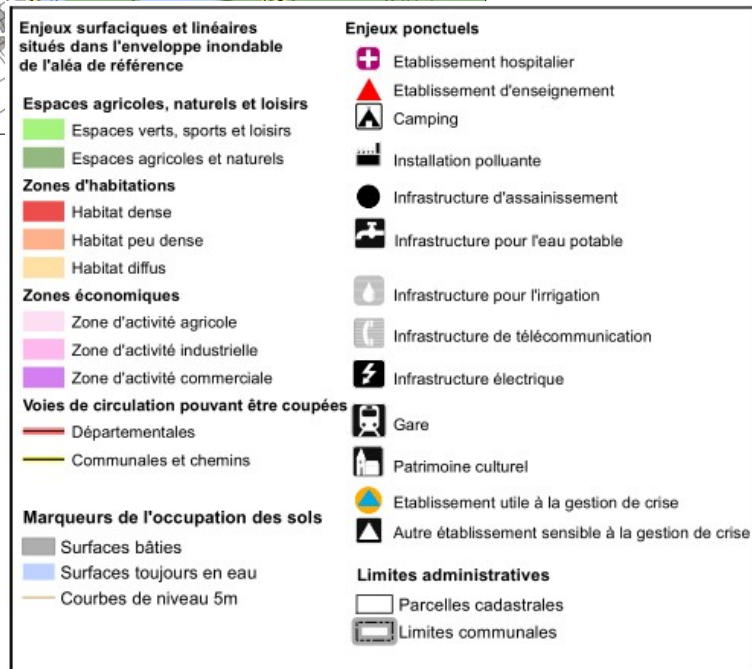 Enjeux surfaciques et linéaires
situés dans l'enveloppe inondable
de l'aléa de référence
Espaces agricoles, naturels et loisirs
Espaces verts, sports et loisirs
Espaces agricoles et naturels
Zones d'habitations
Habitat dense
Habitat peu dense
Habitat diffus
Zones économiques
Zone d'activité agricole
Zone d'activité industrielle
Zone d'activité commerciale
Voies de circulation pouvant être coupées
Départementales
Communales et chemins
Marqueurs de l'occupation des sols
Surfaces bâties
Surfaces toujours en eau
Courbes de niveau 5m
Enjeux ponctuels
Etablissement hospitalier
Etablissement d'enseignement
Camping
Installation polluante
Infrastructure d'assainissement
Infrastructure pour l'eau potable
Infrastructure pour l'irrigation
Infrastructure de télécommunication
Infrastructure électrique
Gare
Patrimoine culturel
Etablissement utile à la gestion de crise
Autre établissement sensible à la gestion de crise
Limites administratives
Parcelles cadastrales
Limites communales